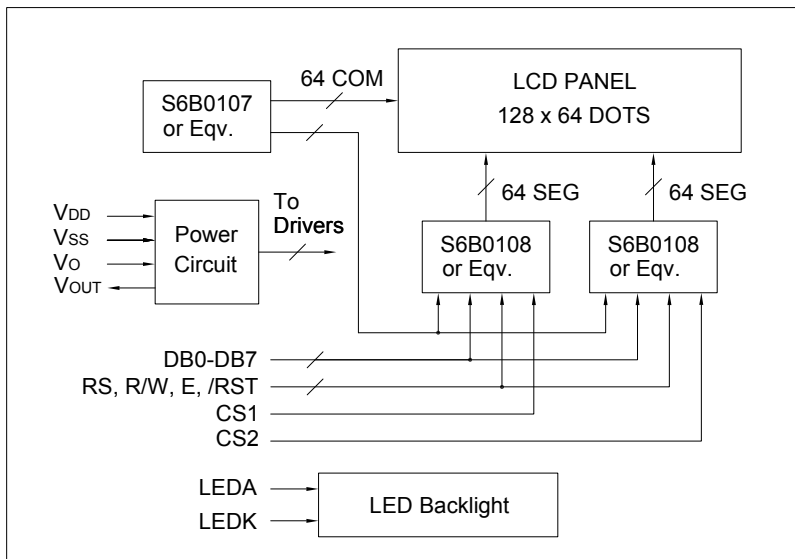 64 COM
S6B0107
or Eqv.
LCD PANEL
128 x 64 DOTS
64 SEG
64 SEG
S6B0108
or Eqv.
S6B0108
or Eqv.
VDD
VSS
VO
VOUT
Power
Circuit
To
Drivers
DB0-DB7
RS, R/W, E, /RST
CS1
CS2
LEDA
LEDK
LED Backlight